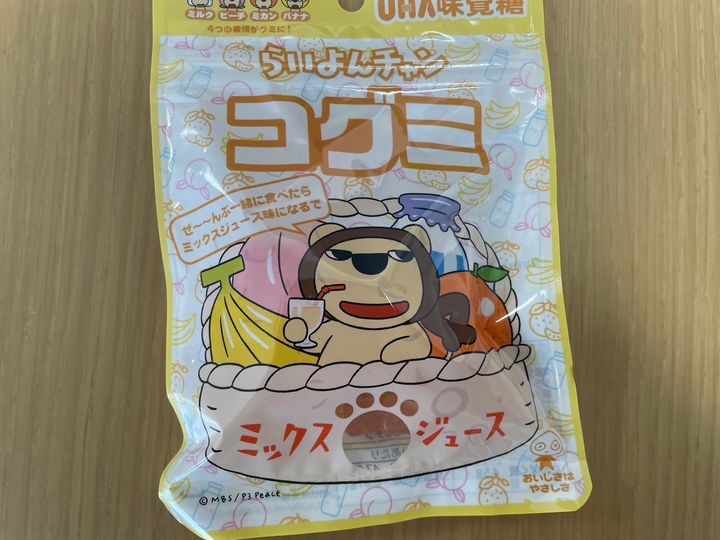 ミルク ピーチ ミカン バナナ
4つの表情がグミに!
UHA味覚糖
らいよんチャン
コグミ
ぜ〜〜んぶ一緒に食べたら
ミックスジュース味になるで
ミックス ジュース
おいしさは
やさしさ
©MBS/P3 Peace